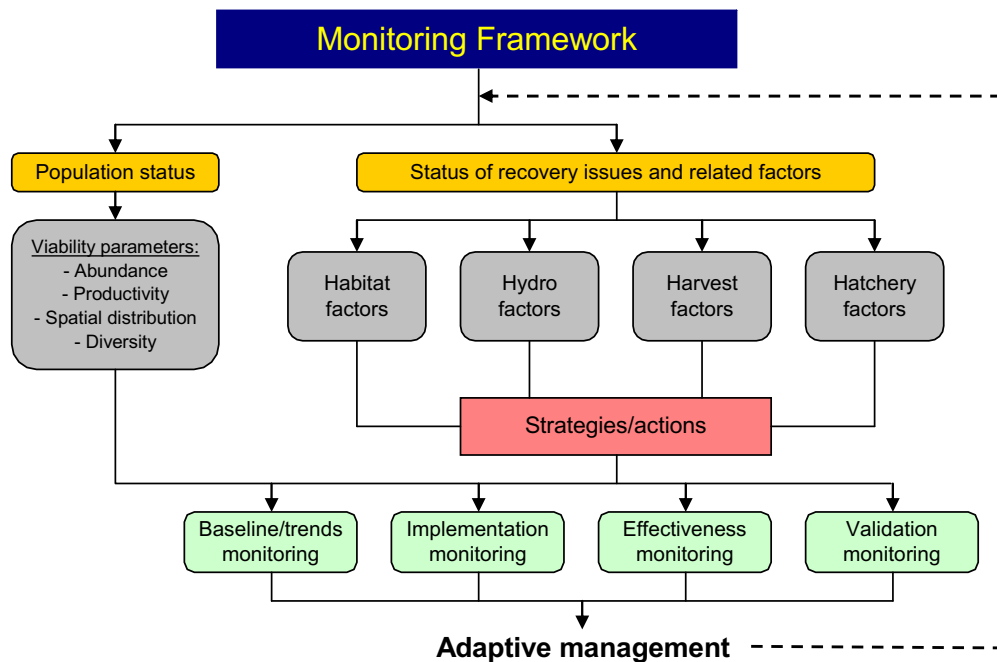 Monitoring Framework
Population status
Status of recovery issues and related factors
Viability parameters:
- Abundance
- Productivity
- Spatial distribution
- Diversity
Habitat
factors
Hydro
factors
Harvest
factors
Hatchery
factors
Strategies/actions
Baseline/trends
monitoring
Implementation
monitoring
Effectiveness
monitoring
Validation
monitoring
Adaptive management